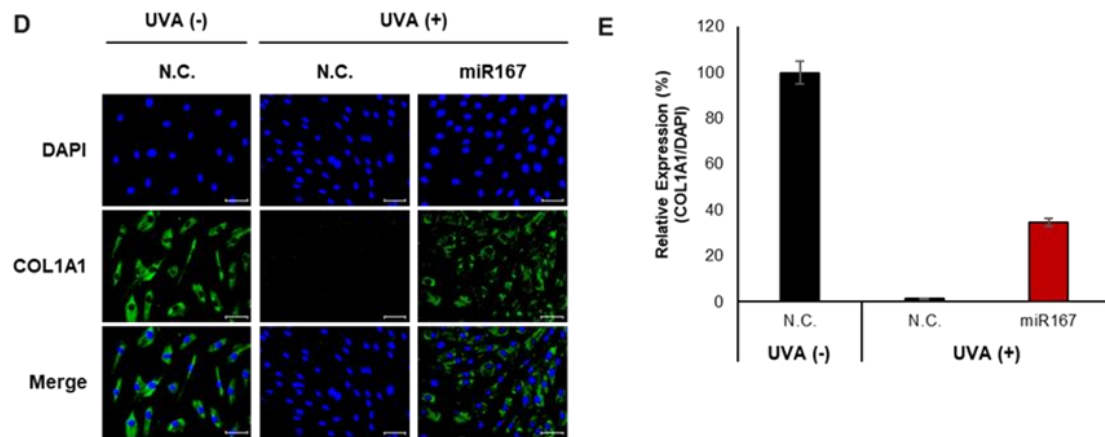 D
UVA (-) UVA (+)
N.C. N.C. miR167
DAPI
COL1A1
Merge
E
Relative Expression (%)
(COL1A1/DAPI)
120
100
80
60
40
20
0
N.C. N.C. miR167
UVA (-) UVA (+)